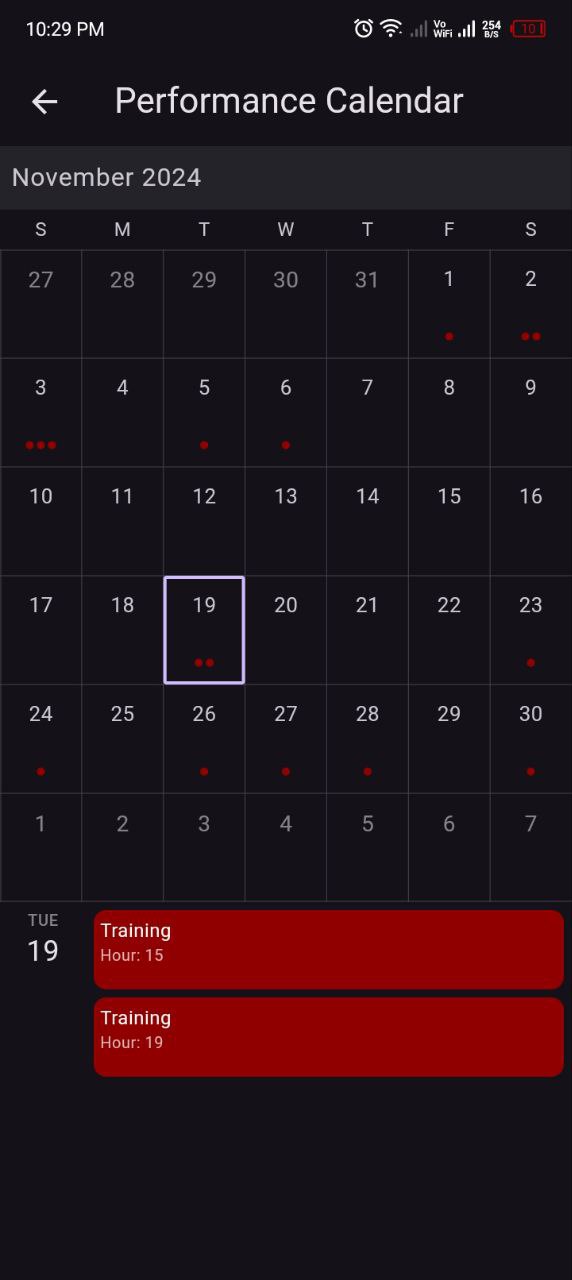 10:29 PM Vo WiFi 254 B/S 10
Performance Calendar
November 2024
S M T W T F S
27 28 29 30 31 1 2
3 4 5 6 7 8 9
10 11 12 13 14 15 16
17 18 19 20 21 22 23
24 25 26 27 28 29 30
1 2 3 4 5 6 7
TUE
19
Training
Hour: 15
Training
Hour: 19